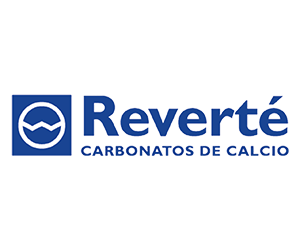 Reverté
CARBONATOS DE CALCIO